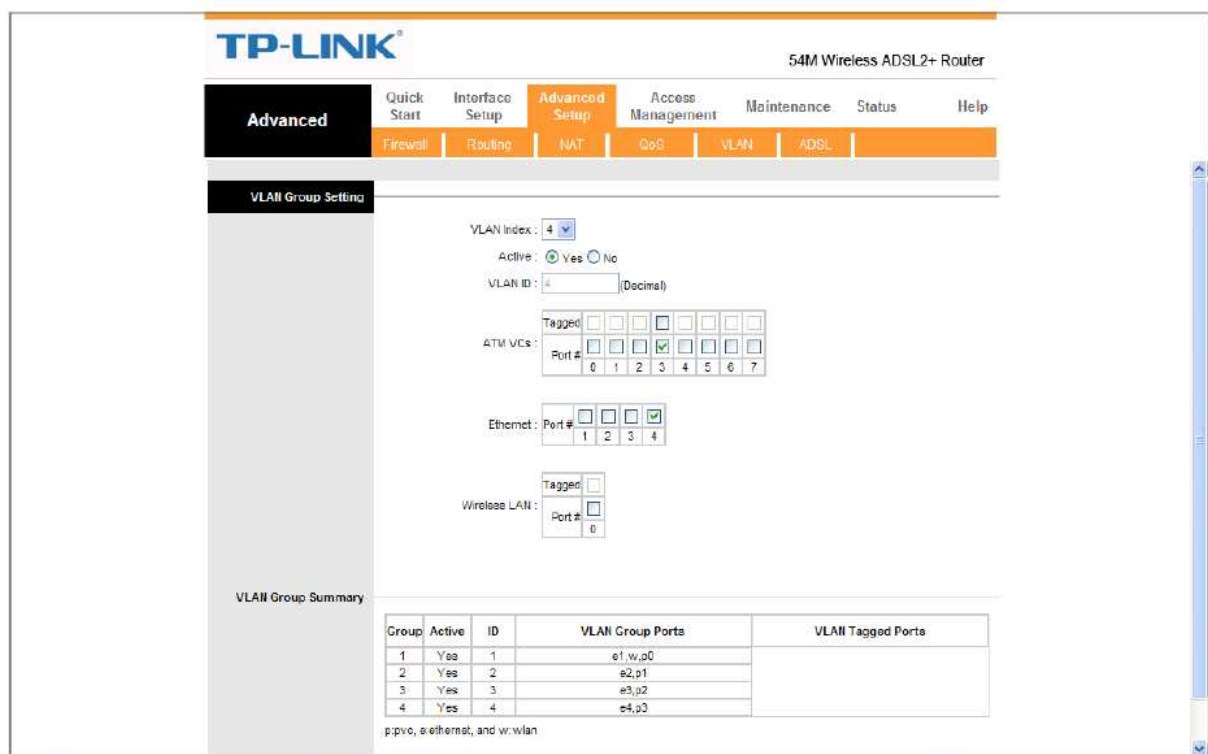 TP-LINK®
54M Wireless ADSL2+ Router
Advanced
Quick Start
Interface Setup
Advanced Setup
Access Management
Maintenance
Status
Help
Firewall
Routing
NAT
QoS
VLAN
ADSL
VLAN Group Setting
VLAN Index : 4
Active : Yes No
VLAN ID : 4 (Decimal)
ATM VCs :
Tagged
Port #
0 1 2 3 4 5 6 7
Ethernet : Port #
1 2 3 4
Wireless LAN :
Tagged
Port #
0
VLAN Group Summary
Group Active ID VLAN Group Ports VLAN Tagged Ports
1 Yes 1 e1,w,p0
2 Yes 2 e2,p1
3 Yes 3 e3,p2
4 Yes 4 e4,p3
p:pvc, e:ethernet, and w:wlan